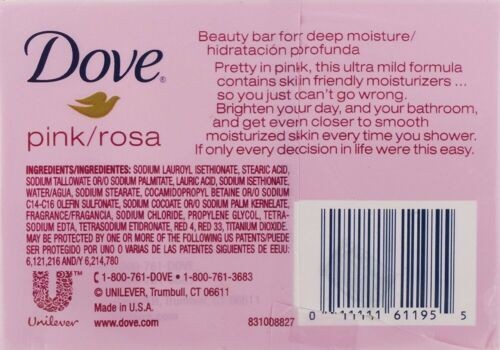 Dove®
pink/rosa
Beauty bar for deep moisture/
hidratación profunda
Pretty in pink, this ultra mild formula
contains skin friendly moisturizers ...
so you just can't go wrong.
Brighten your day, and your bathroom,
and get even closer to smooth
moisturized skin every time you shower.
If only every decision in life were this easy.
INGREDIENTS/INGREDIENTES: SODIUM LAUROYL ISETHIONATE, STEARIC ACID,
SODIUM TALLOWATE OR/O SODIUM PALMITATE, LAURIC ACID, SODIUM ISETHIONATE,
WATER/AGUA, SODIUM STEARATE, COCAMIDOPROPYL BETAINE OR/O SODIUM
C14-C16 OLEFIN SULFONATE, SODIUM COCOATE OR/O SODIUM PALM KERNELATE,
FRAGRANCE/FRAGANCIA, SODIUM CHLORIDE, PROPYLENE GLYCOL, TETRA-
SODIUM EDTA, TETRASODIUM ETIDRONATE, RED 4, RED 33, TITANIUM DIOXIDE.
MAY BE PROTECTED BY ONE OR MORE OF THE FOLLOWING US PATENTS/PUEDE
SER PROTEGIDO POR UNO O VARIAS DE LAS PATENTES SIGUIENTES DE EEUU:
6,121,216 AND/Y 6,214,780
1-800-761-DOVE • 1-800-761-3683
© UNILEVER, Trumbull, CT 06611
Made in U.S.A.
Unilever
www.dove.com
831008827
0 11111 61195 5